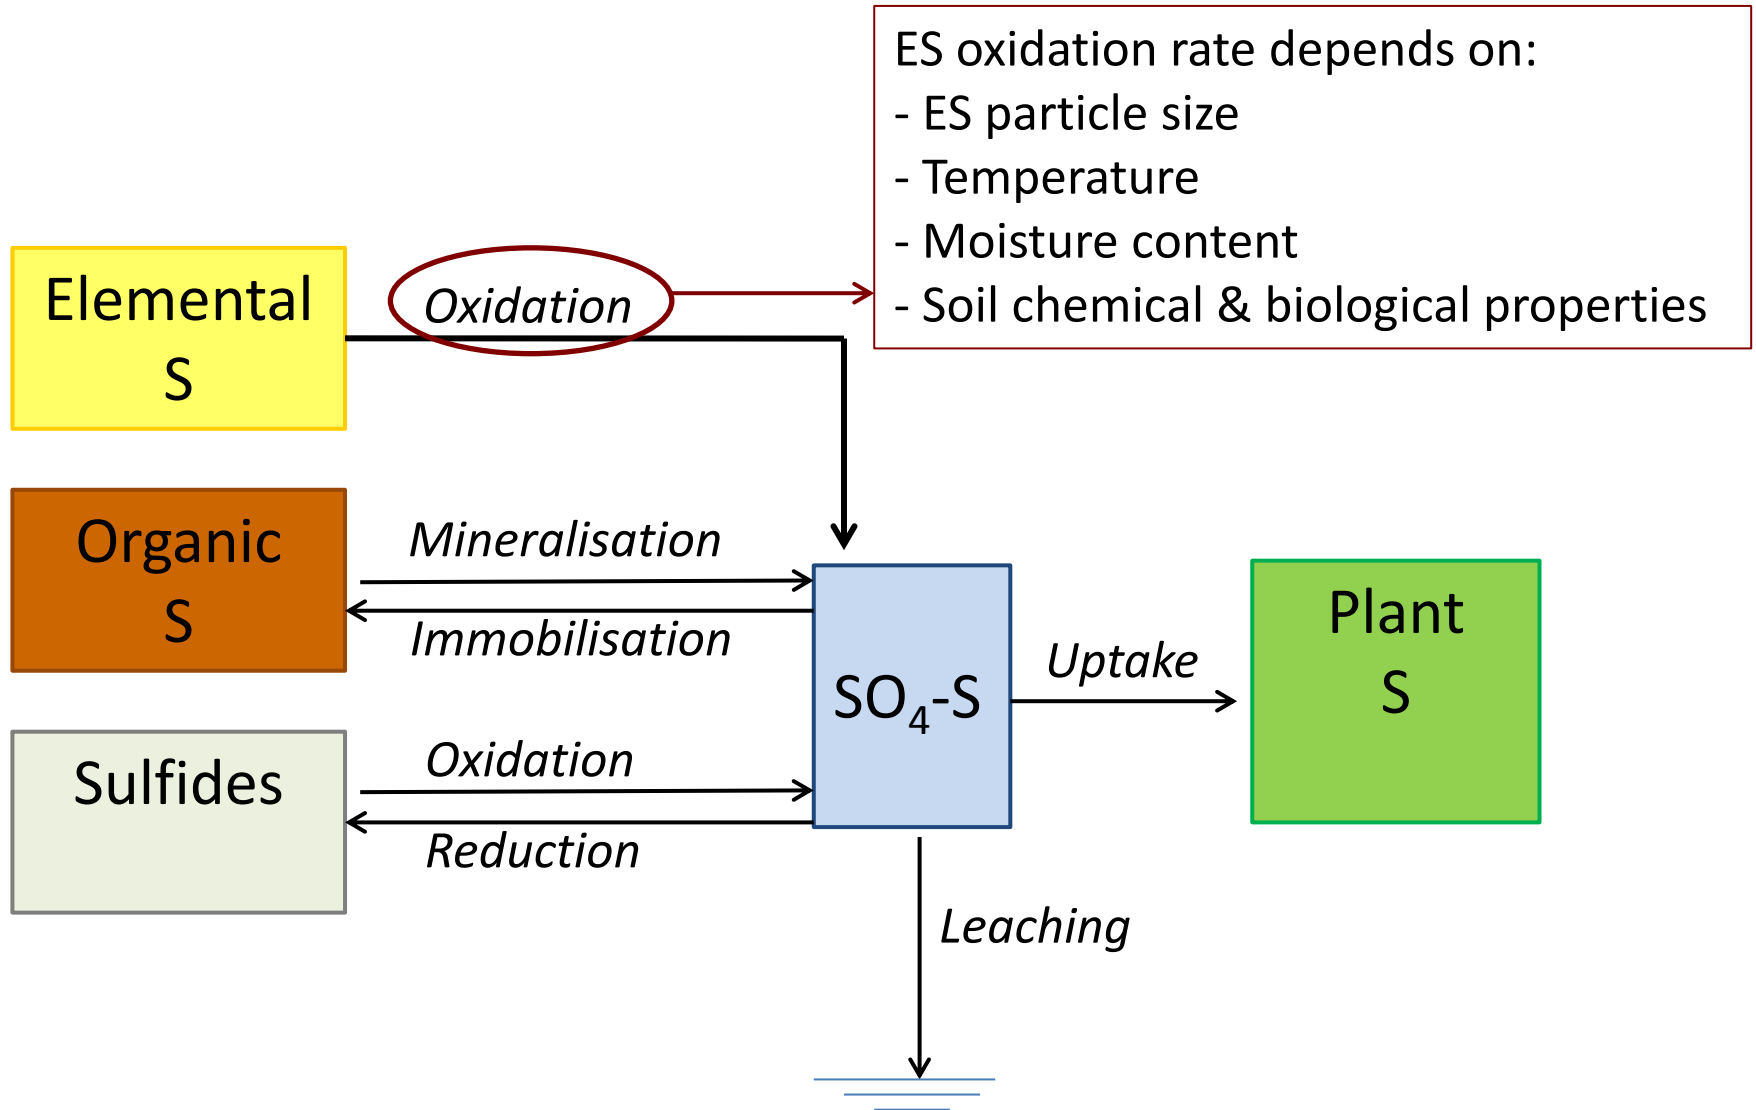 ES oxidation rate depends on:
- ES particle size
- Temperature
- Moisture content
- Soil chemical & biological properties
Elemental
S
Oxidation
Organic
S
Mineralisation
Immobilisation
Sulfides
Oxidation
Reduction
SO₄-S
Uptake
Plant
S
Leaching